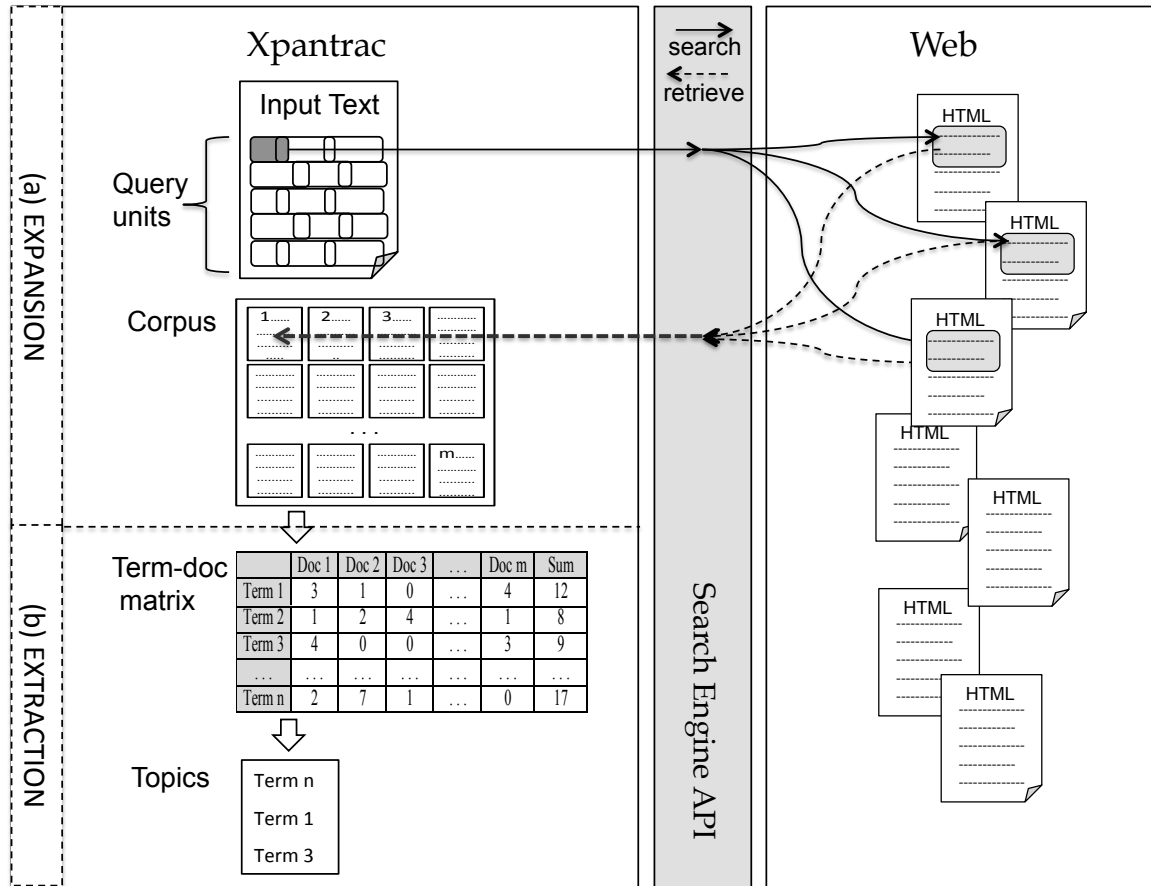 Xpantrac
Search Engine API
Web
search
retrieve
(a) EXPANSION
Input Text
Query
units
Corpus
1......
2......
3......
m......
. . .
HTML
HTML
HTML
HTML
HTML
HTML
HTML
(b) EXTRACTION
Term-doc
matrix
Doc 1 Doc 2 Doc 3 . . . Doc m Sum
Term 1 3 1 0 . . . 4 12
Term 2 1 2 4 . . . 1 8
Term 3 4 0 0 . . . 3 9
. . . . . . . . . . . . . . . . . . . . .
Term n 2 7 1 . . . 0 17
Topics
Term n
Term 1
Term 3